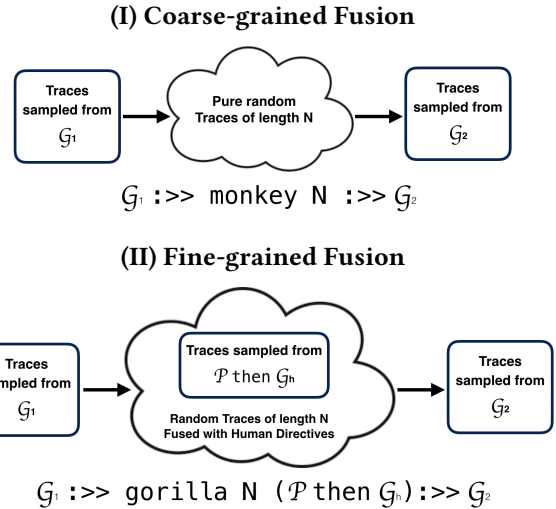 (I) Coarse-grained Fusion
Traces
sampled from
𝒢1
Pure random
Traces of length N
Traces
sampled from
𝒢2
𝒢1 :>> monkey N :>> 𝒢2
(II) Fine-grained Fusion
Traces
mpled from
𝒢1
Traces sampled from
𝒫 then 𝒢h
Random Traces of length N
Fused with Human Directives
Traces
sampled from
𝒢2
𝒢1 :>> gorilla N (𝒫 then 𝒢h):>> 𝒢2